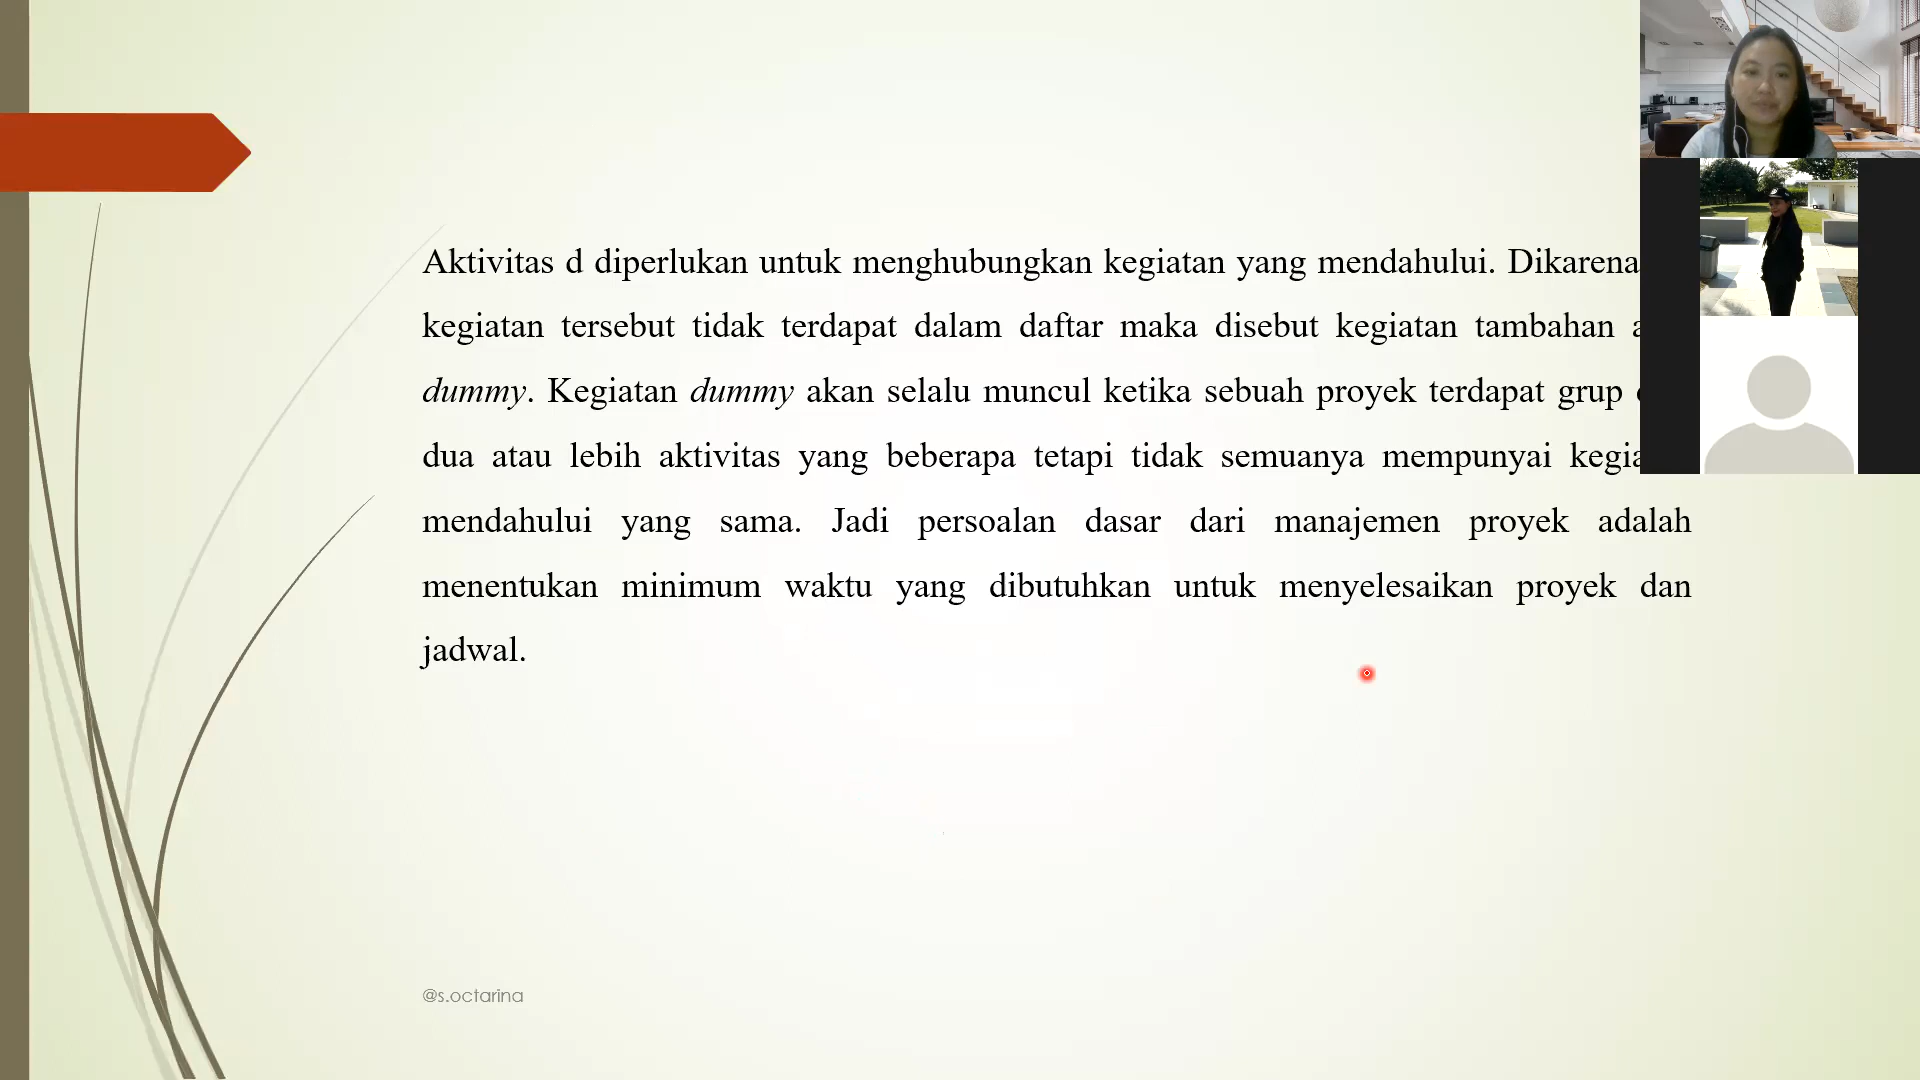 Aktivitas d diperlukan untuk menghubungkan kegiatan yang mendahului.
kegiatan tersebut tidak terdapat dalam daftar maka disebut kegiatan tambahan
dummy. Kegiatan dummy akan selalu muncul ketika sebuah proyek terdapat grup
dua atau lebih aktivitas yang beberapa tetapi tidak semuanya mempunyai
mendahului yang sama. Jadi persoalan dasar dari manajemen proyek adalah
menentukan minimum waktu yang dibutuhkan untuk menyelesaikan proyek dan
jadwal.
@s.octarina